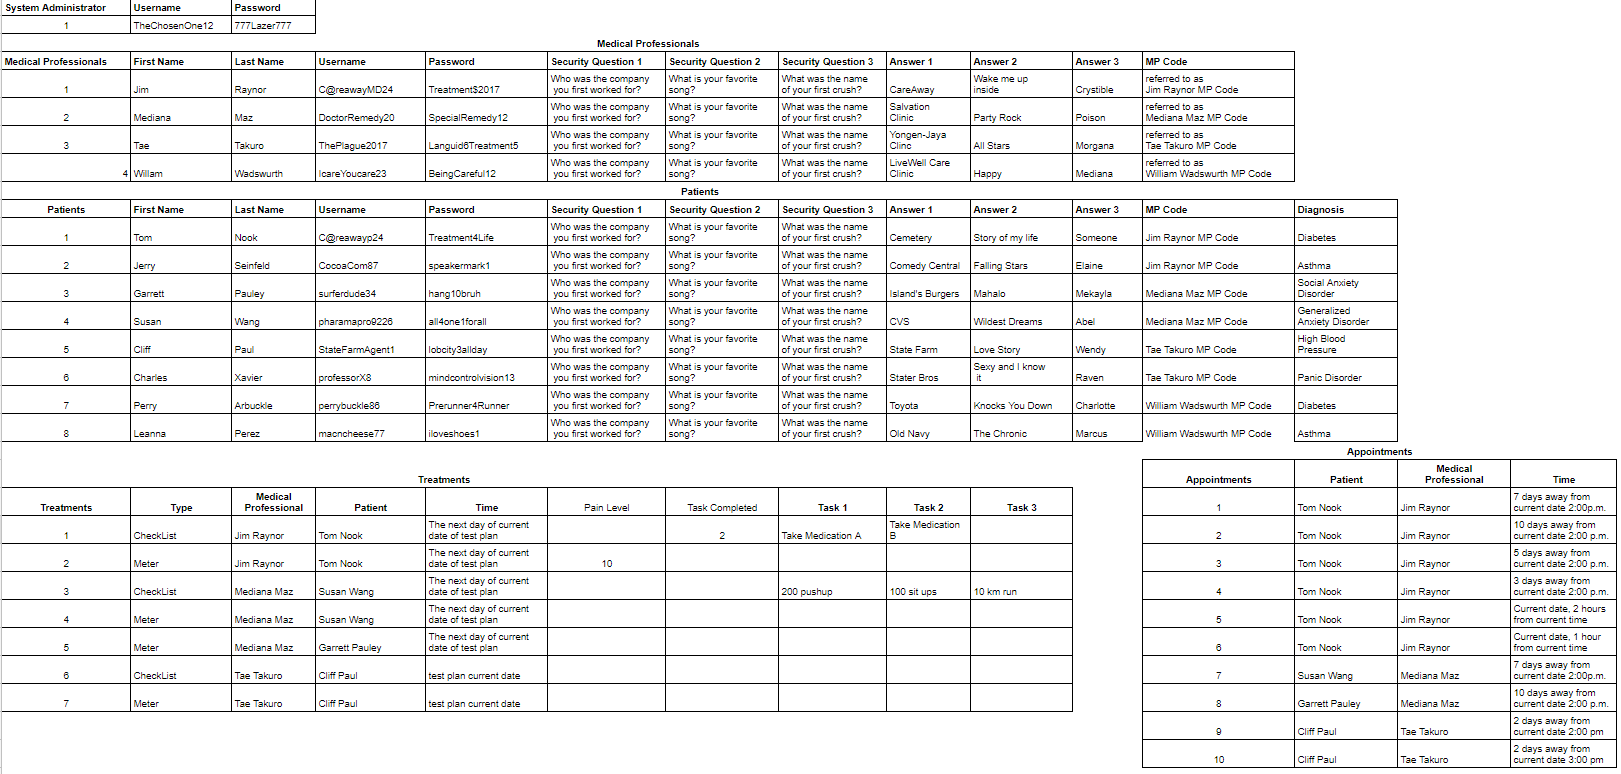 System Administrator Username Password
1 TheChosenOne12 777Lazer777
Medical Professionals
Medical Professionals First Name Last Name Username Password Security Question 1 Security Question 2 Security Question 3 Answer 1 Answer 2 Answer 3 MP Code
1 Jim Raynor C@reawayMD24 Treatment$2017 Who was the company you first worked for? What is your favorite song? What was the name of your first crush? CareAway Wake me up inside Crystible referred to as Jim Raynor MP Code
2 Mediana Maz DoctorRemedy20 SpecialRemedy12 Who was the company you first worked for? What is your favorite song? What was the name of your first crush? Salvation Clinic Party Rock Poison referred to as Mediana Maz MP Code
3 Tae Takuro ThePlague2017 Languid6Treatment5 Who was the company you first worked for? What is your favorite song? What was the name of your first crush? Yongen-Jaya Clinc All Stars Morgana referred to as Tae Takuro MP Code
4 Willam Wadswurth IcareYoucare23 BeingCareful12 Who was the company you first worked for? What is your favorite song? What was the name of your first crush? LiveWell Care Clinic Happy Mediana referred to as William Wadswurth MP Code
Patients
Patients First Name Last Name Username Password Security Question 1 Security Question 2 Security Question 3 Answer 1 Answer 2 Answer 3 MP Code Diagnosis
1 Tom Nook C@reawayp24 Treatment4Life Who was the company you first worked for? What is your favorite song? What was the name of your first crush? Cemetery Story of my life Someone Jim Raynor MP Code Diabetes
2 Jerry Seinfeld CocoaCom87 speakermark1 Who was the company you first worked for? What is your favorite song? What was the name of your first crush? Comedy Central Falling Stars Elaine Jim Raynor MP Code Asthma
3 Garrett Pauley surferdude34 hang10bruh Who was the company you first worked for? What is your favorite song? What was the name of your first crush? Island's Burgers Mahalo Mekayla Mediana Maz MP Code Social Anxiety Disorder
4 Susan Wang pharamapro9226 all4one1forall Who was the company you first worked for? What is your favorite song? What was the name of your first crush? CVS Wildest Dreams Abel Mediana Maz MP Code Generalized Anxiety Disorder
5 Cliff Paul StateFarmAgent1 lobcity3allday Who was the company you first worked for? What is your favorite song? What was the name of your first crush? State Farm Love Story Wendy Tae Takuro MP Code High Blood Pressure
6 Charles Xavier professorX8 mindcontrolvision13 Who was the company you first worked for? What is your favorite song? What was the name of your first crush? Stater Bros Sexy and I know it Raven Tae Takuro MP Code Panic Disorder
7 Perry Arbuckle perrybuckle86 Prerunner4Runner Who was the company you first worked for? What is your favorite song? What was the name of your first crush? Toyota Knocks You Down Charlotte William Wadswurth MP Code Diabetes
8 Leanna Perez macncheese77 iloveshoes1 Who was the company you first worked for? What is your favorite song? What was the name of your first crush? Old Navy The Chronic Marcus William Wadswurth MP Code Asthma
Treatments
Treatments Type Medical Professional Patient Time Pain Level Task Completed Task 1 Task 2 Task 3
1 CheckList Jim Raynor Tom Nook The next day of current date of test plan 2 Take Medication A Take Medication B
2 Meter Jim Raynor Tom Nook The next day of current date of test plan 10
3 CheckList Mediana Maz Susan Wang The next day of current date of test plan 200 pushup 100 sit ups 10 km run
4 Meter Mediana Maz Susan Wang The next day of current date of test plan
5 Meter Mediana Maz Garrett Pauley The next day of current date of test plan
6 CheckList Tae Takuro Cliff Paul test plan current date
7 Meter Tae Takuro Cliff Paul test plan current date
Appointments
Appointments Patient Medical Professional Time
1 Tom Nook Jim Raynor 7 days away from current date 2:00p.m.
2 Tom Nook Jim Raynor 10 days away from current date 2:00 p.m.
3 Tom Nook Jim Raynor 5 days away from current date 2:00 p.m.
4 Tom Nook Jim Raynor 3 days away from current date 2:00 p.m.
5 Tom Nook Jim Raynor Current date, 2 hours from current time
6 Tom Nook Jim Raynor Current date, 1 hour from current time
7 Susan Wang Mediana Maz 7 days away from current date 2:00p.m.
8 Garrett Pauley Mediana Maz 10 days away from current date 2:00 p.m.
9 Cliff Paul Tae Takuro 2 days away from current date 2:00 pm
10 Cliff Paul Tae Takuro 2 days away from current date 3:00 pm